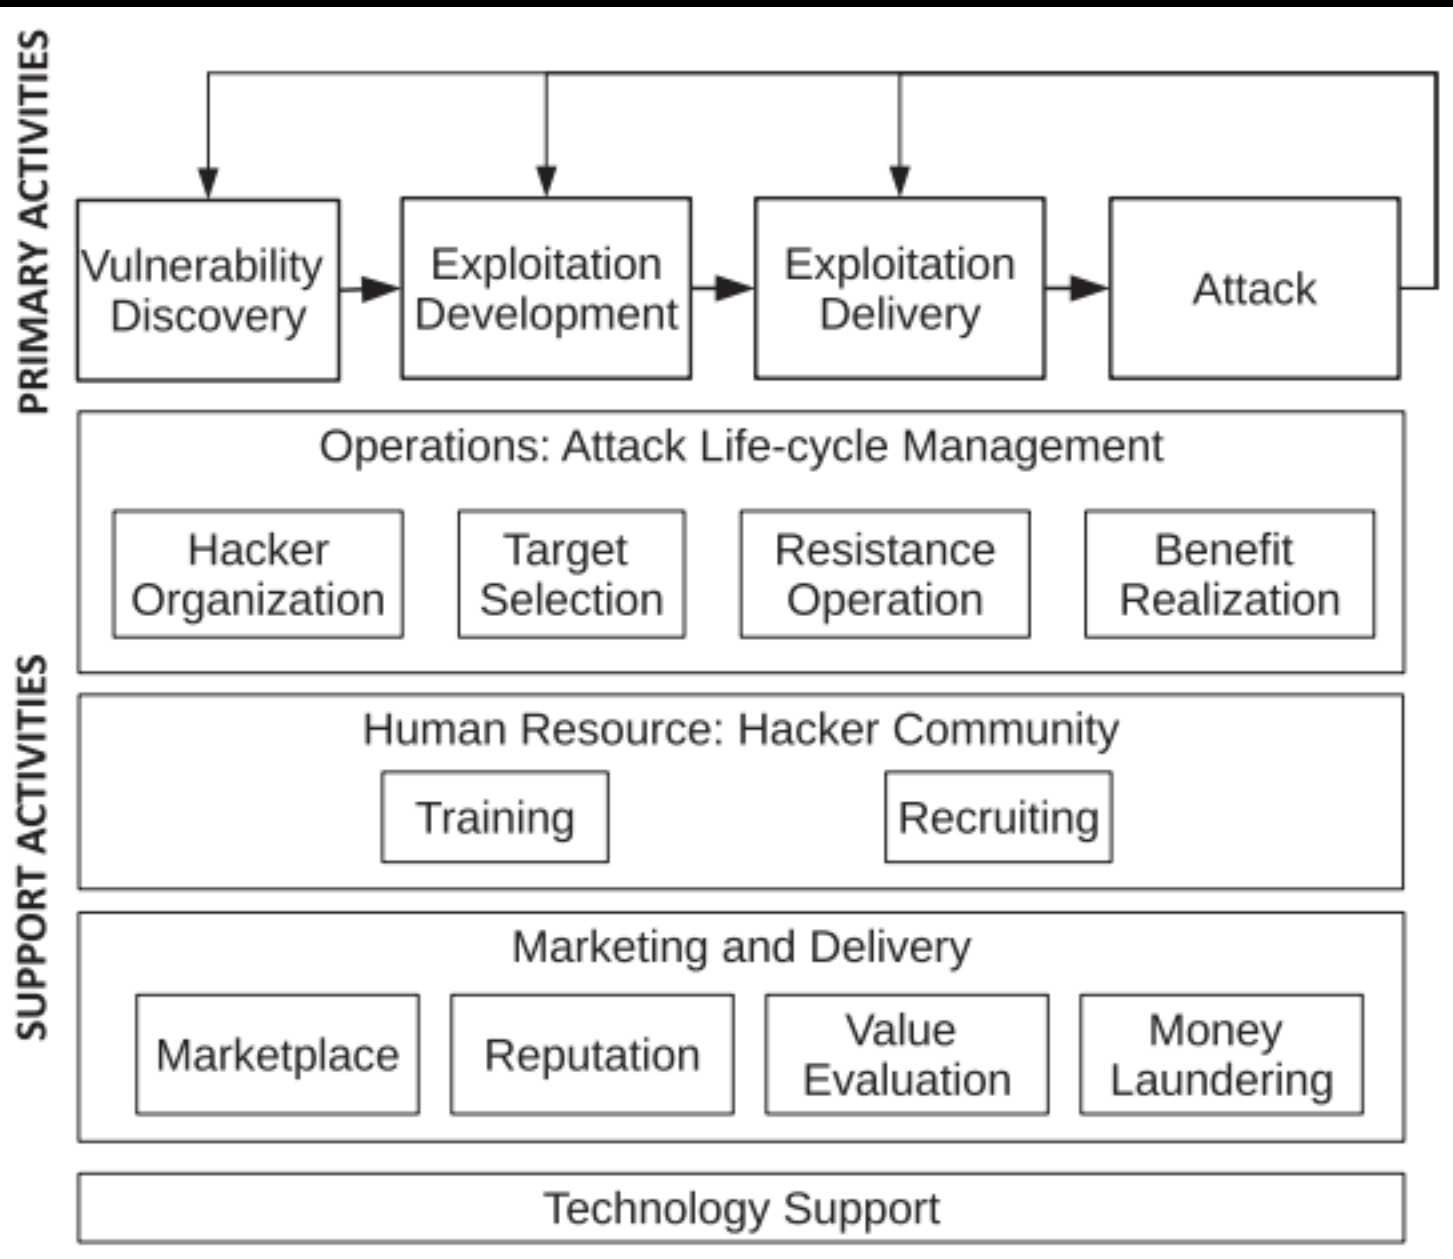 PRIMARY ACTIVITIES
Vulnerability
Discovery
Exploitation
Development
Exploitation
Delivery
Attack
SUPPORT ACTIVITIES
Operations: Attack Life-cycle Management
Hacker
Organization
Target
Selection
Resistance
Operation
Benefit
Realization
Human Resource: Hacker Community
Training
Recruiting
Marketing and Delivery
Marketplace
Reputation
Value
Evaluation
Money
Laundering
Technology Support